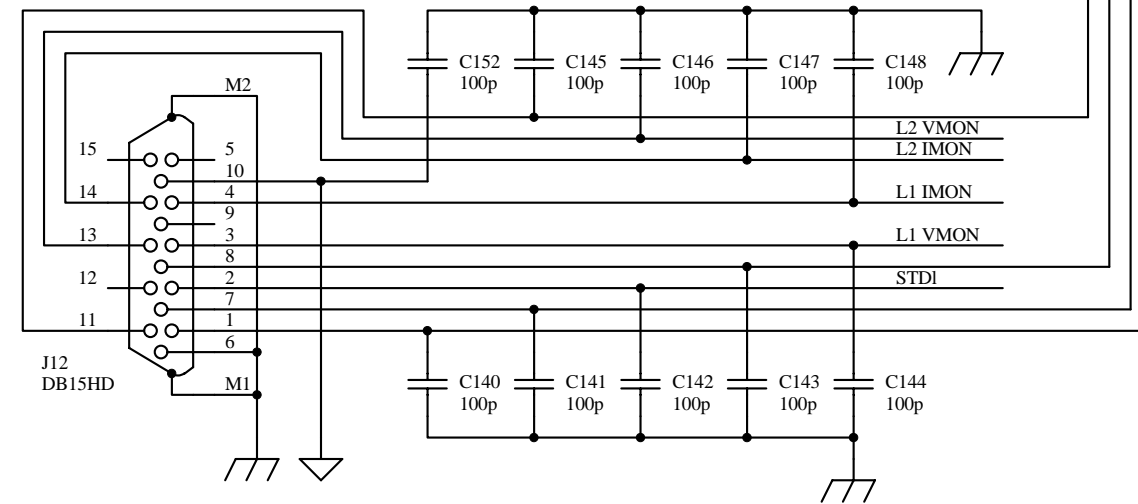 C152
100p
C145
100p
C146
100p
C147
100p
C148
100p
M2
L2 VMON
L2 IMON
L1 IMON
L1 VMON
STDl
15
14
13
12
11
5
10
4
9
3
8
2
7
1
6
M1
J12
DB15HD
C140
100p
C141
100p
C142
100p
C143
100p
C144
100p